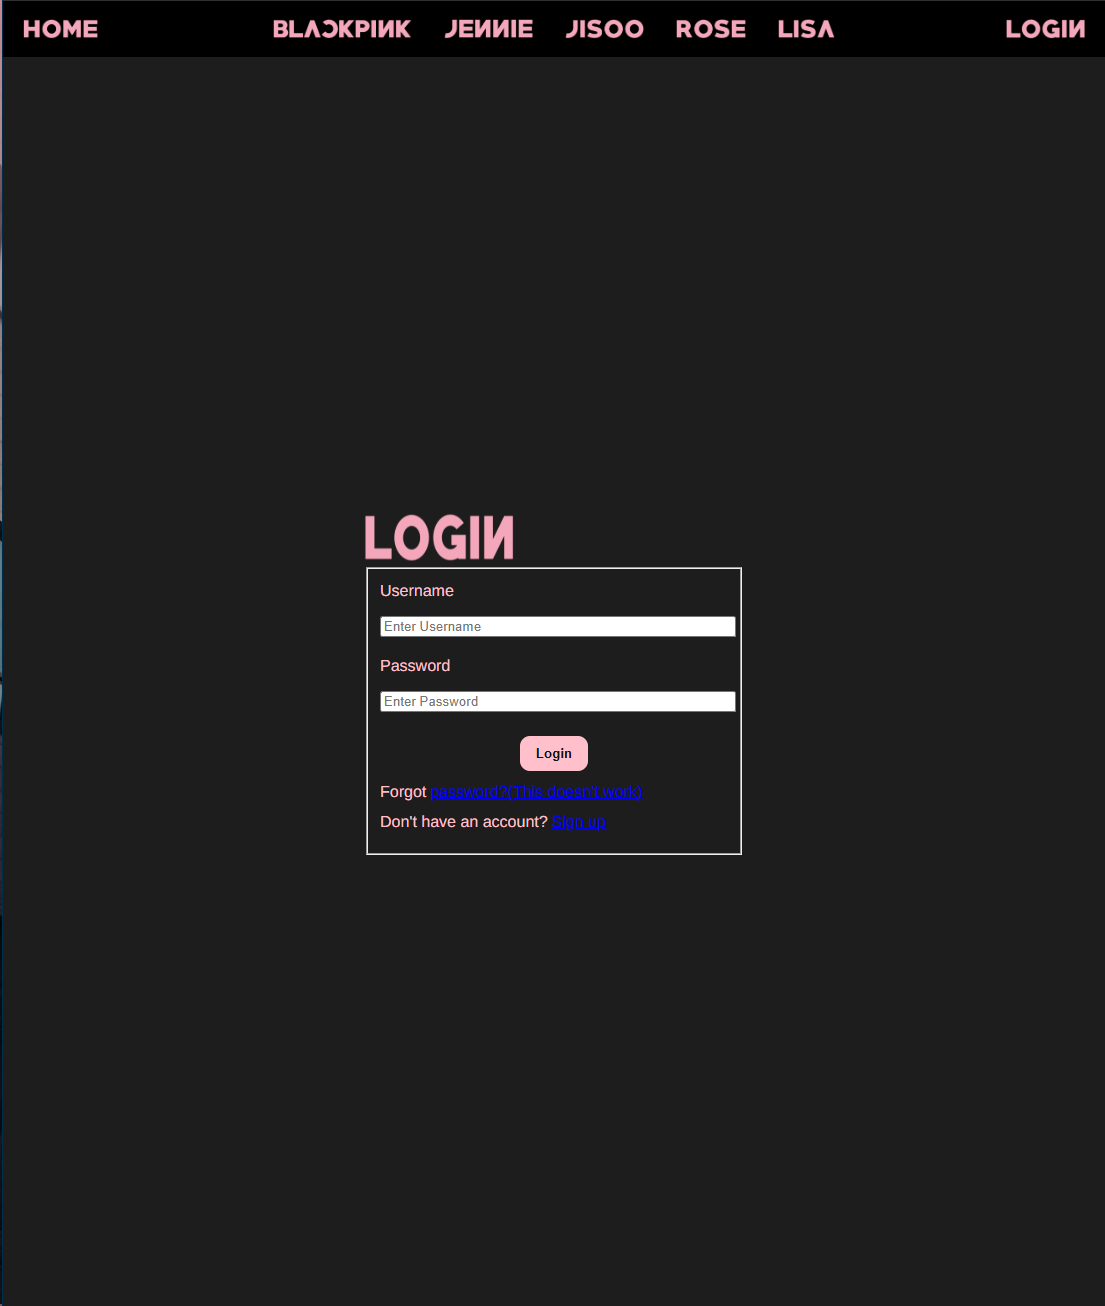 HOME BLACKPINK JENNIE JISOO ROSE LISA LOGIN
LOGIN
Username
Enter Username
Password
Enter Password
Login
Forgot password?(This doesn't work)
Don't have an account? Sign up